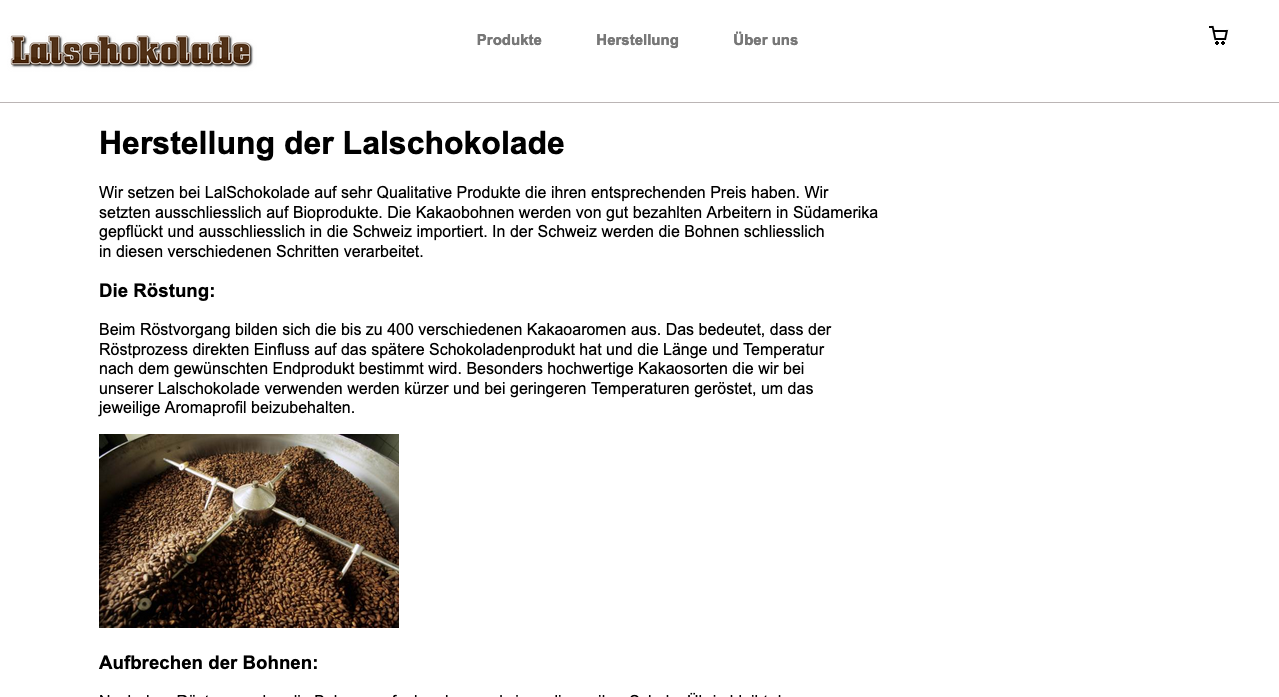 Lalschokolade
Produkte
Herstellung
Über uns
Herstellung der Lalschokolade
Wir setzen bei LalSchokolade auf sehr Qualitative Produkte die ihren entsprechenden Preis haben. Wir
setzten ausschliesslich auf Bioprodukte. Die Kakaobohnen werden von gut bezahlten Arbeitern in Südamerika
gepflückt und ausschliesslich in die Schweiz importiert. In der Schweiz werden die Bohnen schliesslich
in diesen verschiedenen Schritten verarbeitet.
Die Röstung:
Beim Röstvorgang bilden sich die bis zu 400 verschiedenen Kakaoaromen aus. Das bedeutet, dass der
Röstprozess direkten Einfluss auf das spätere Schokoladenprodukt hat und die Länge und Temperatur
nach dem gewünschten Endprodukt bestimmt wird. Besonders hochwertige Kakaosorten die wir bei
unserer Lalschokolade verwenden werden kürzer und bei geringeren Temperaturen geröstet, um das
jeweilige Aromaprofil beizubehalten.
Aufbrechen der Bohnen: